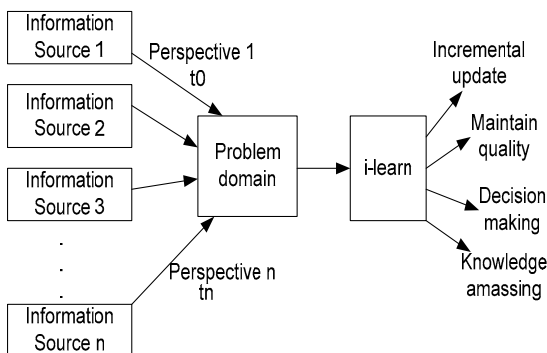 Information
Source 1
Perspective 1
t0
Information
Source 2
Information
Source 3
.
.
.
Information
Source n
Perspective n
tn
Problem
domain
i-learn
Incremental
update
Maintain
quality
Decision
making
Knowledge
amassing